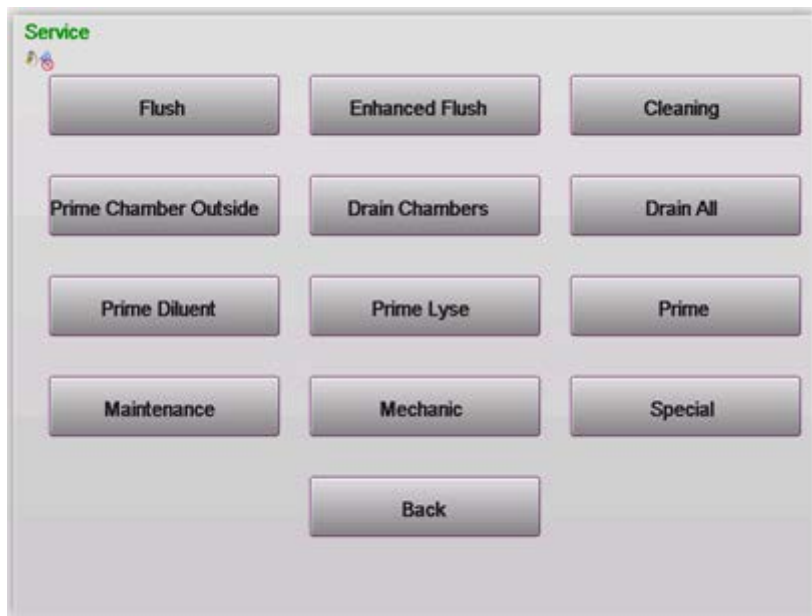 Service
Flush
Enhanced Flush
Cleaning
Prime Chamber Outside
Drain Chambers
Drain All
Prime Diluent
Prime Lyse
Prime
Maintenance
Mechanic
Special
Back